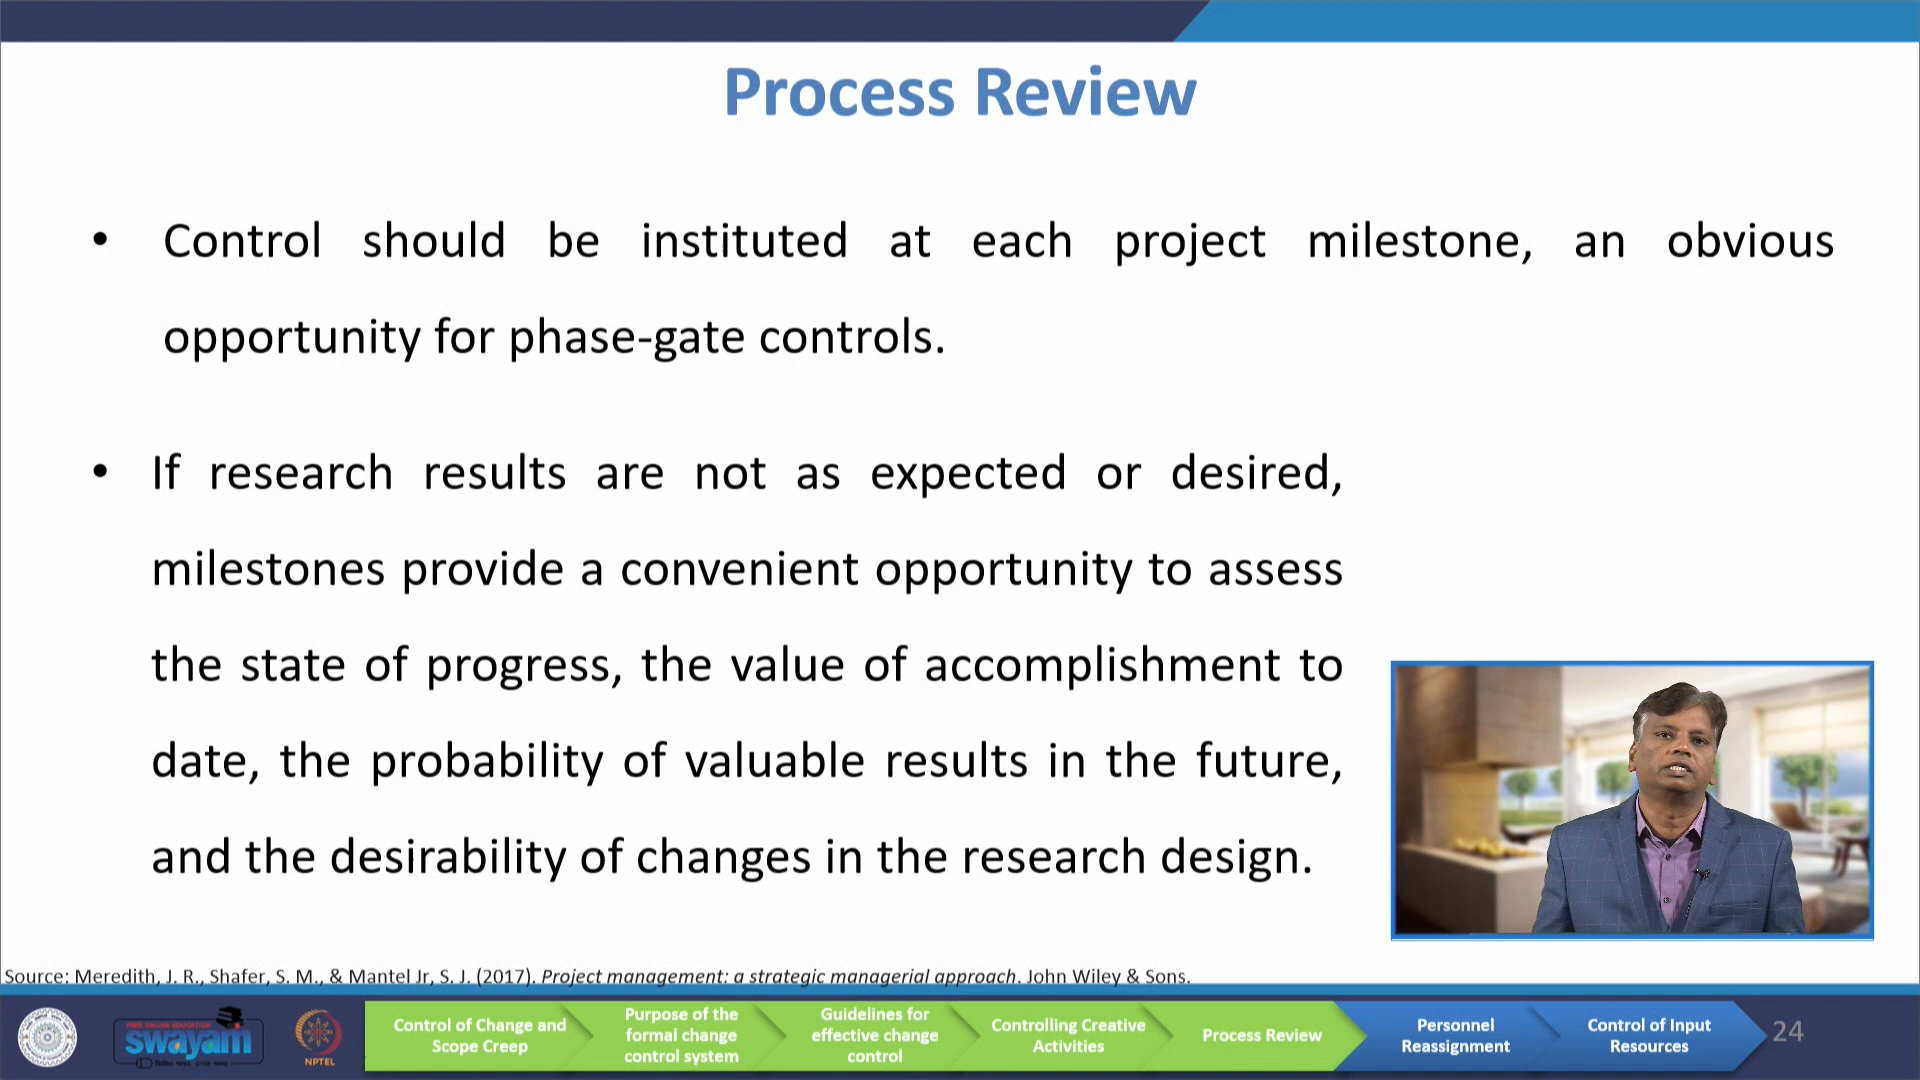 Process Review
• Control should be instituted at each project milestone, an obvious
opportunity for phase-gate controls.
• If research results are not as expected or desired,
milestones provide a convenient opportunity to assess
the state of progress, the value of accomplishment to
date, the probability of valuable results in the future,
and the desirability of changes in the research design.
Source: Meredith, J. R., Shafer, S. M., & Mantel Jr, S. J. (2017). Project management: a strategic managerial approach. John Wiley & Sons.
FREE ONLINE EDUCATION
swayam
NPTEL
Control of Change and
Scope Creep
Purpose of the
formal change
control system
Guidelines for
effective change
control
Controlling Creative
Activities
Process Review
Personnel
Reassignment
Control of Input
Resources
24